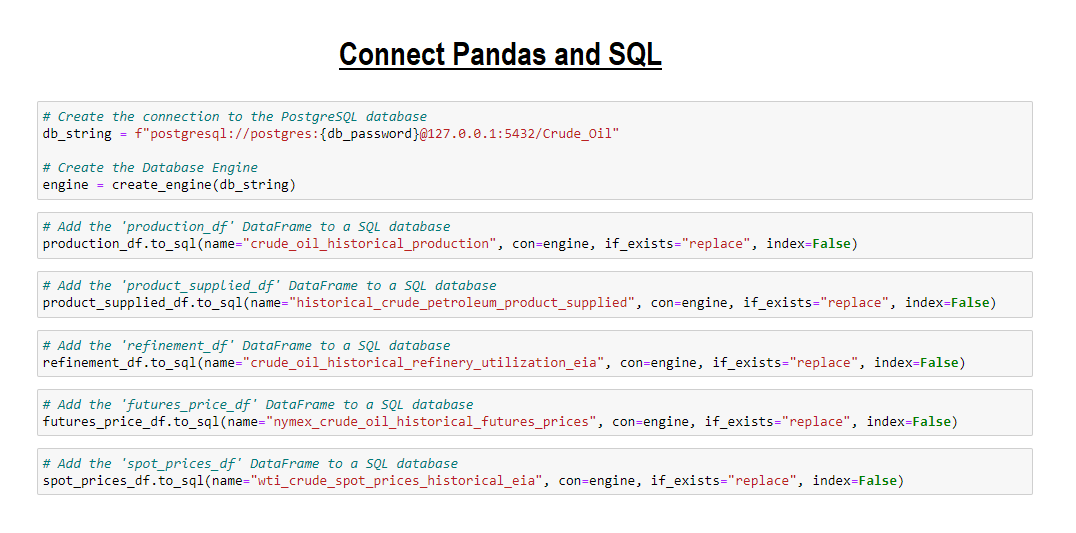 Connect Pandas and SQL
# Create the connection to the PostgreSQL database
db_string = f"postgresql://postgres:{db_password}@127.0.0.1:5432/Crude_Oil"
# Create the Database Engine
engine = create_engine(db_string)
# Add the 'production_df' DataFrame to a SQL database
production_df.to_sql(name="crude_oil_historical_production", con=engine, if_exists="replace", index=False)
# Add the 'product_supplied_df' DataFrame to a SQL database
product_supplied_df.to_sql(name="historical_crude_petroleum_product_supplied", con=engine, if_exists="replace", index=False)
# Add the 'refinement_df' DataFrame to a SQL database
refinement_df.to_sql(name="crude_oil_historical_refinery_utilization_eia", con=engine, if_exists="replace", index=False)
# Add the 'futures_price_df' DataFrame to a SQL database
futures_price_df.to_sql(name="nymex_crude_oil_historical_futures_prices", con=engine, if_exists="replace", index=False)
# Add the 'spot_prices_df' DataFrame to a SQL database
spot_prices_df.to_sql(name="wti_crude_spot_prices_historical_eia", con=engine, if_exists="replace", index=False)